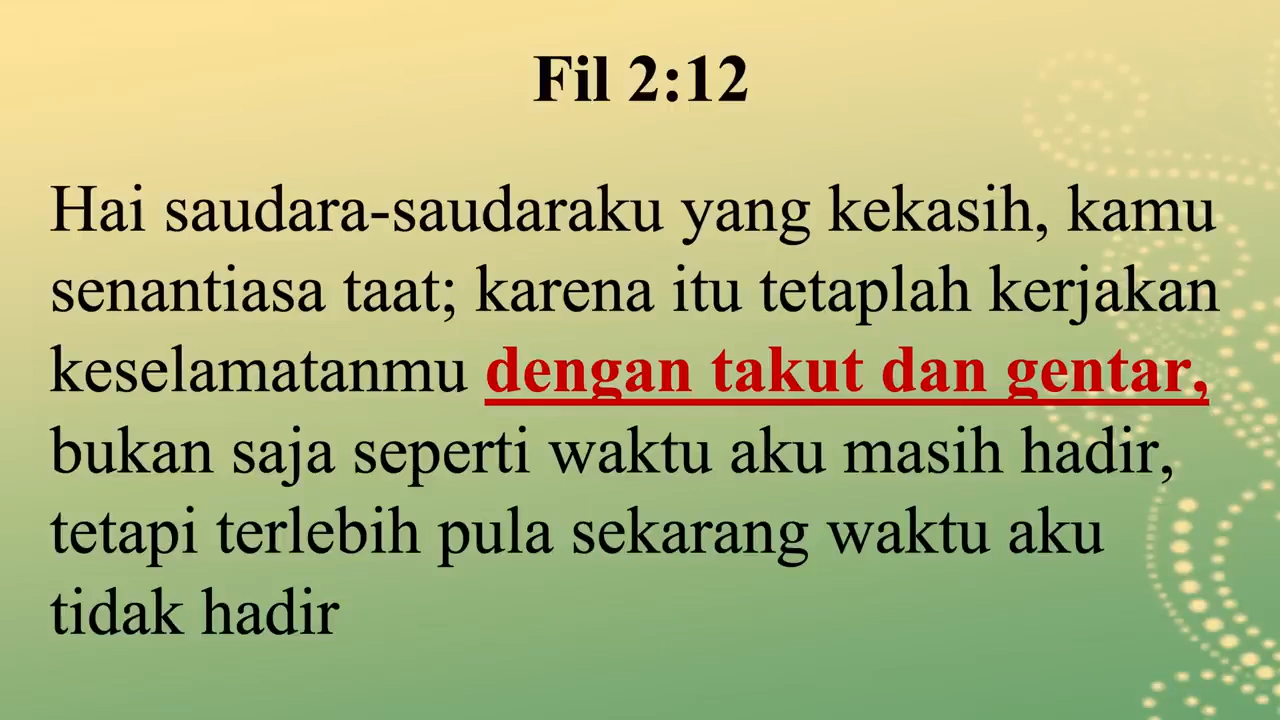 Fil 2:12
Hai saudara-saudaraku yang kekasih, kamu
senantiasa taat; karena itu tetaplah kerjakan
keselamatanmu dengan takut dan gentar,
bukan saja seperti waktu aku masih hadir,
tetapi terlebih pula sekarang waktu aku
tidak hadir